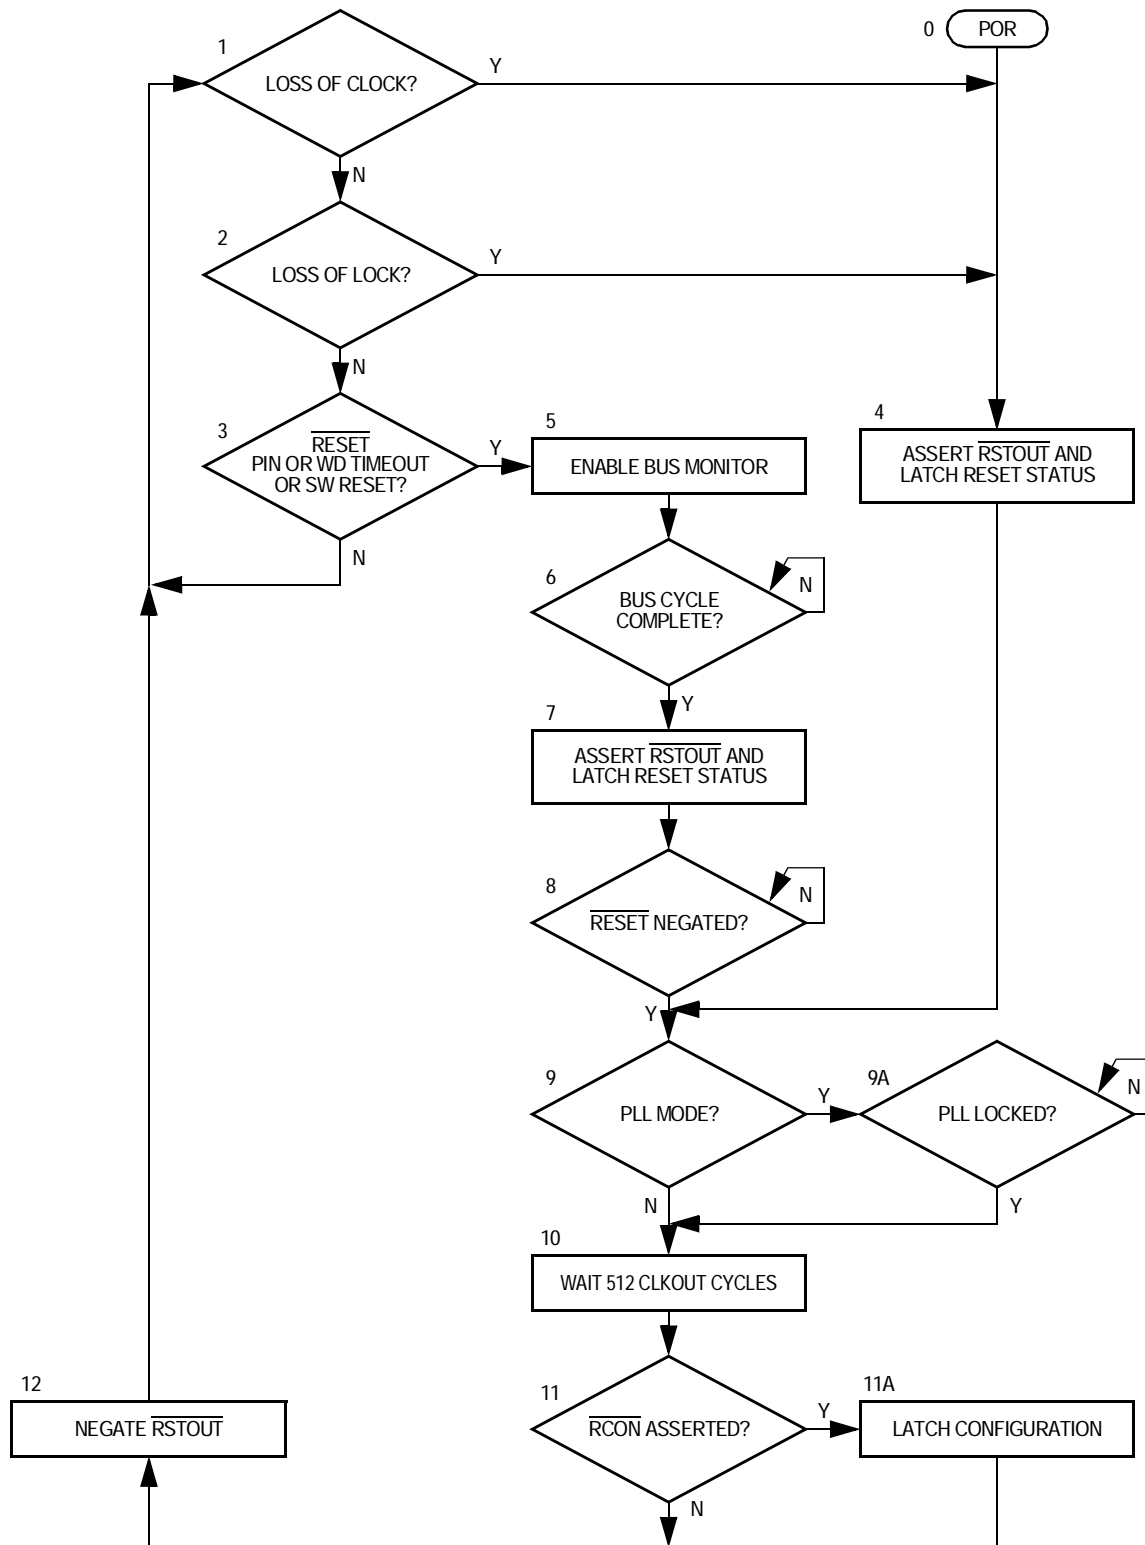 0
POR
1
LOSS OF CLOCK?
Y
N
2
LOSS OF LOCK?
Y
N
3
RESET
PIN OR WD TIMEOUT
OR SW RESET?
Y
N
5
ENABLE BUS MONITOR
4
ASSERT RSTOUT AND
LATCH RESET STATUS
6
BUS CYCLE
COMPLETE?
N
Y
7
ASSERT RSTOUT AND
LATCH RESET STATUS
8
RESET NEGATED?
N
Y
9
PLL MODE?
Y
N
9A
PLL LOCKED?
N
Y
10
WAIT 512 CLKOUT CYCLES
11
RCON ASSERTED?
Y
N
11A
LATCH CONFIGURATION
12
NEGATE RSTOUT